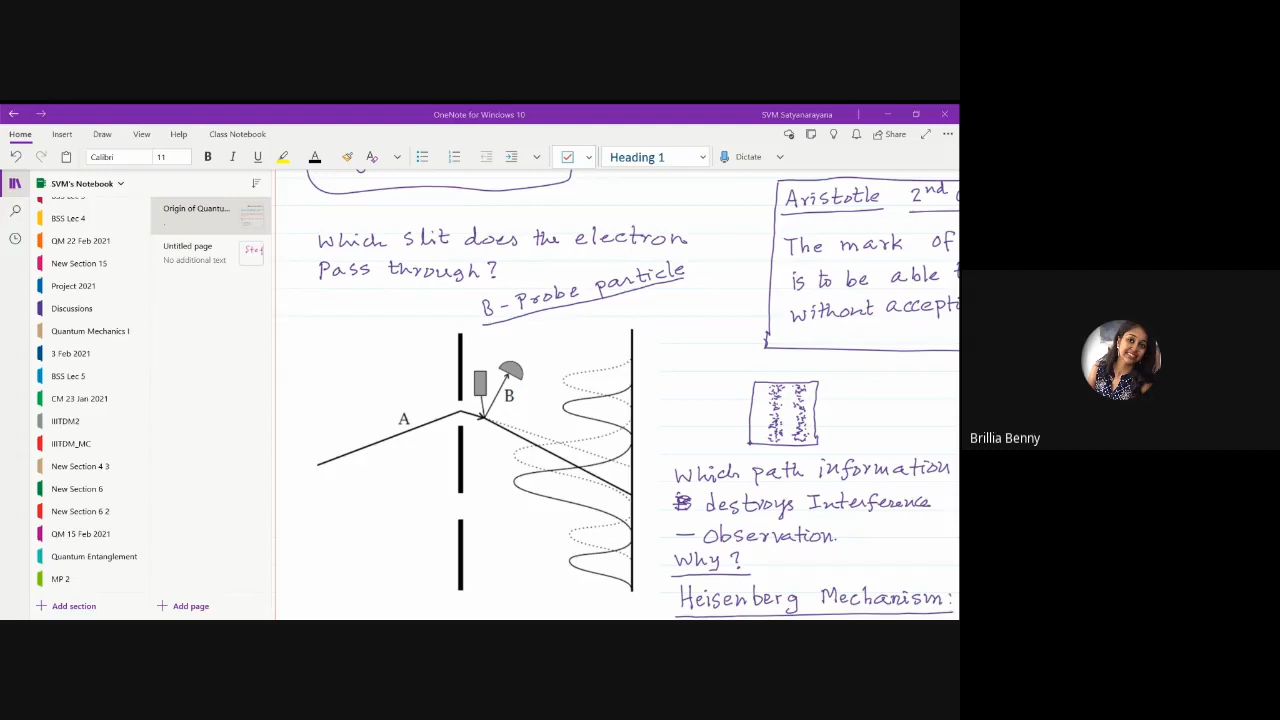 OneNote for Windows 10
SVM Satyanarayana
Home Insert Draw View Help Class Notebook
Share
Calibri 11 B I U A
Heading 1
Dictate
SVM's Notebook
BSS Lec 4
QM 22 Feb 2021
New Section 15
Project 2021
Discussions
Quantum Mechanics I
3 Feb 2021
BSS Lec 5
CM 23 Jan 2021
IIITDM2
IIITDM_MC
New Section 4 3
New Section 6
New Section 6 2
QM 15 Feb 2021
Quantum Entanglement
MP 2
+ Add section
Origin of Quantu...
Untitled page
No additional text
+ Add page
Which slit does the electron
Pass through?
B - Probe particle
A
B
Aristotle 2nd
The mark of
is to be able
without accepti
Which path information
destroys Interference
- Observation.
Why?
Heisenberg Mechanism:
Brillia Benny